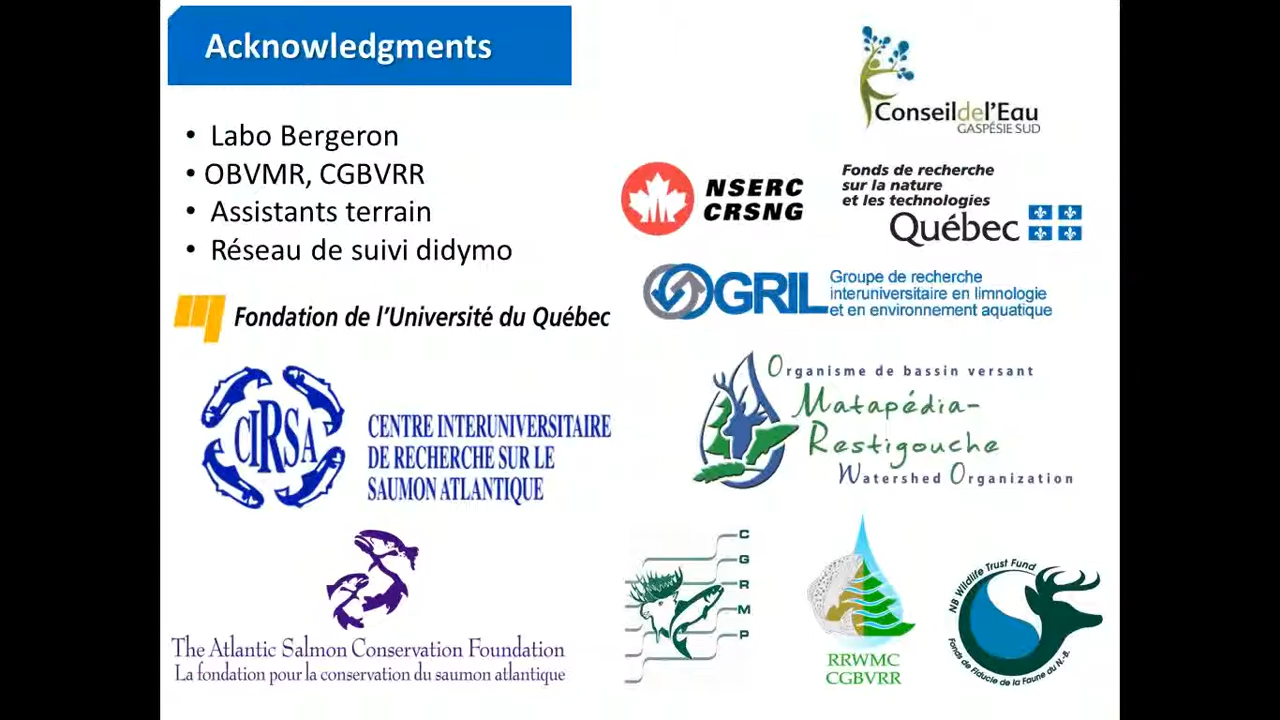 Acknowledgments
• Labo Bergeron
• OBVMR, CGBVRR
• Assistants terrain
• Réseau de suivi didymo
Conseildel'Eau
GASPÉSIE SUD
NSERC
CRSNG
Fonds de recherche
sur la nature
et les technologies
Québec
GRIL
Groupe de recherche
interuniversitaire en limnologie
et en environnement aquatique
Fondation de l'Université du Québec
CIRSA
CENTRE INTERUNIVERSITAIRE
DE RECHERCHE SUR LE
SAUMON ATLANTIQUE
Organisme de bassin versant
Matapédia-
Restigouche
Watershed Organization
The Atlantic Salmon Conservation Foundation
La fondation pour la conservation du saumon atlantique
C
G
R
M
P
RRWMC
CGBVRR
NB Wildlife Trust Fund
Fonds de Fiducie de la Faune du N.-B.